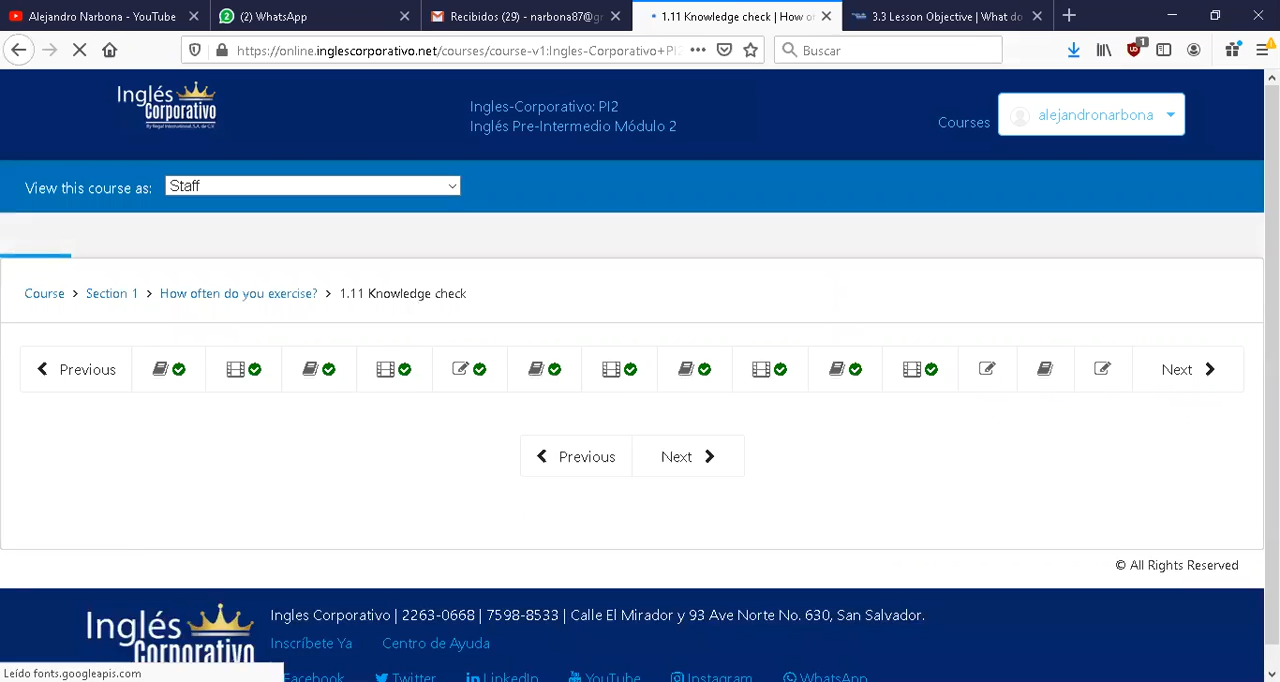 Alejandro Narbona - YouTube
(2) WhatsApp
Recibidos (29) - narbona87@gr
1.11 Knowledge check | How o
3.3 Lesson Objective | What do
https://online.inglescorporativo.net/courses/course-v1:Ingles-Corporativo+PI2
Buscar
1
Inglés
Corporativo
Ingles-Corporativo: PI2
Inglés Pre-Intermedio Módulo 2
Courses
alejandronarbona
View this course as:
Staff
Course > Section 1 > How often do you exercise? > 1.11 Knowledge check
Previous
Next
Previous
Next
© All Rights Reserved
Inglés
Corporativo
Ingles Corporativo | 2263-0668 | 7598-8533 | Calle El Mirador y 93 Ave Norte No. 630, San Salvador.
Inscríbete Ya
Centro de Ayuda
Facebook
Twitter
LinkedIn
YouTube
Instagram
WhatsApp
Leído fonts.googleapis.com